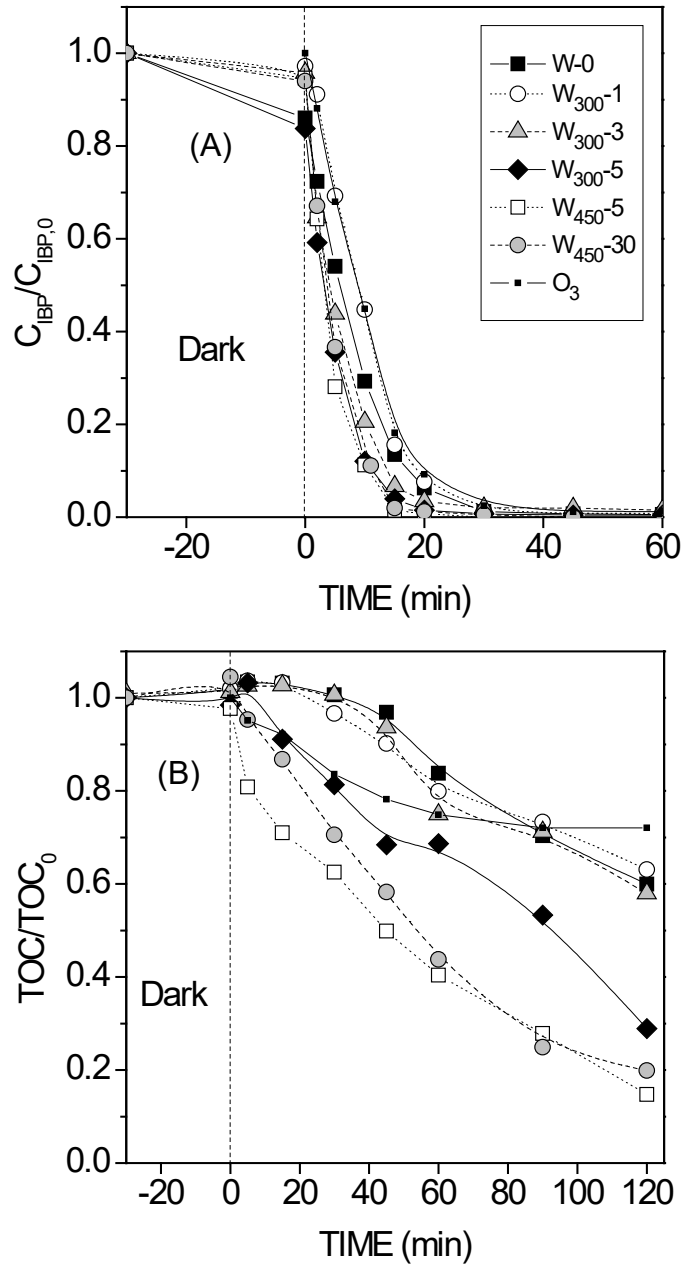 1.0
0.8
0.6
0.4
0.2
0.0
C_IBP/C_IBP,0
(A)
Dark
W-0
W300-1
W300-3
W300-5
W450-5
W450-30
O3
-20 0 20 40 60
TIME (min)
1.0
0.8
0.6
0.4
0.2
0.0
TOC/TOC0
(B)
Dark
-20 0 20 40 60 80 100 120
TIME (min)